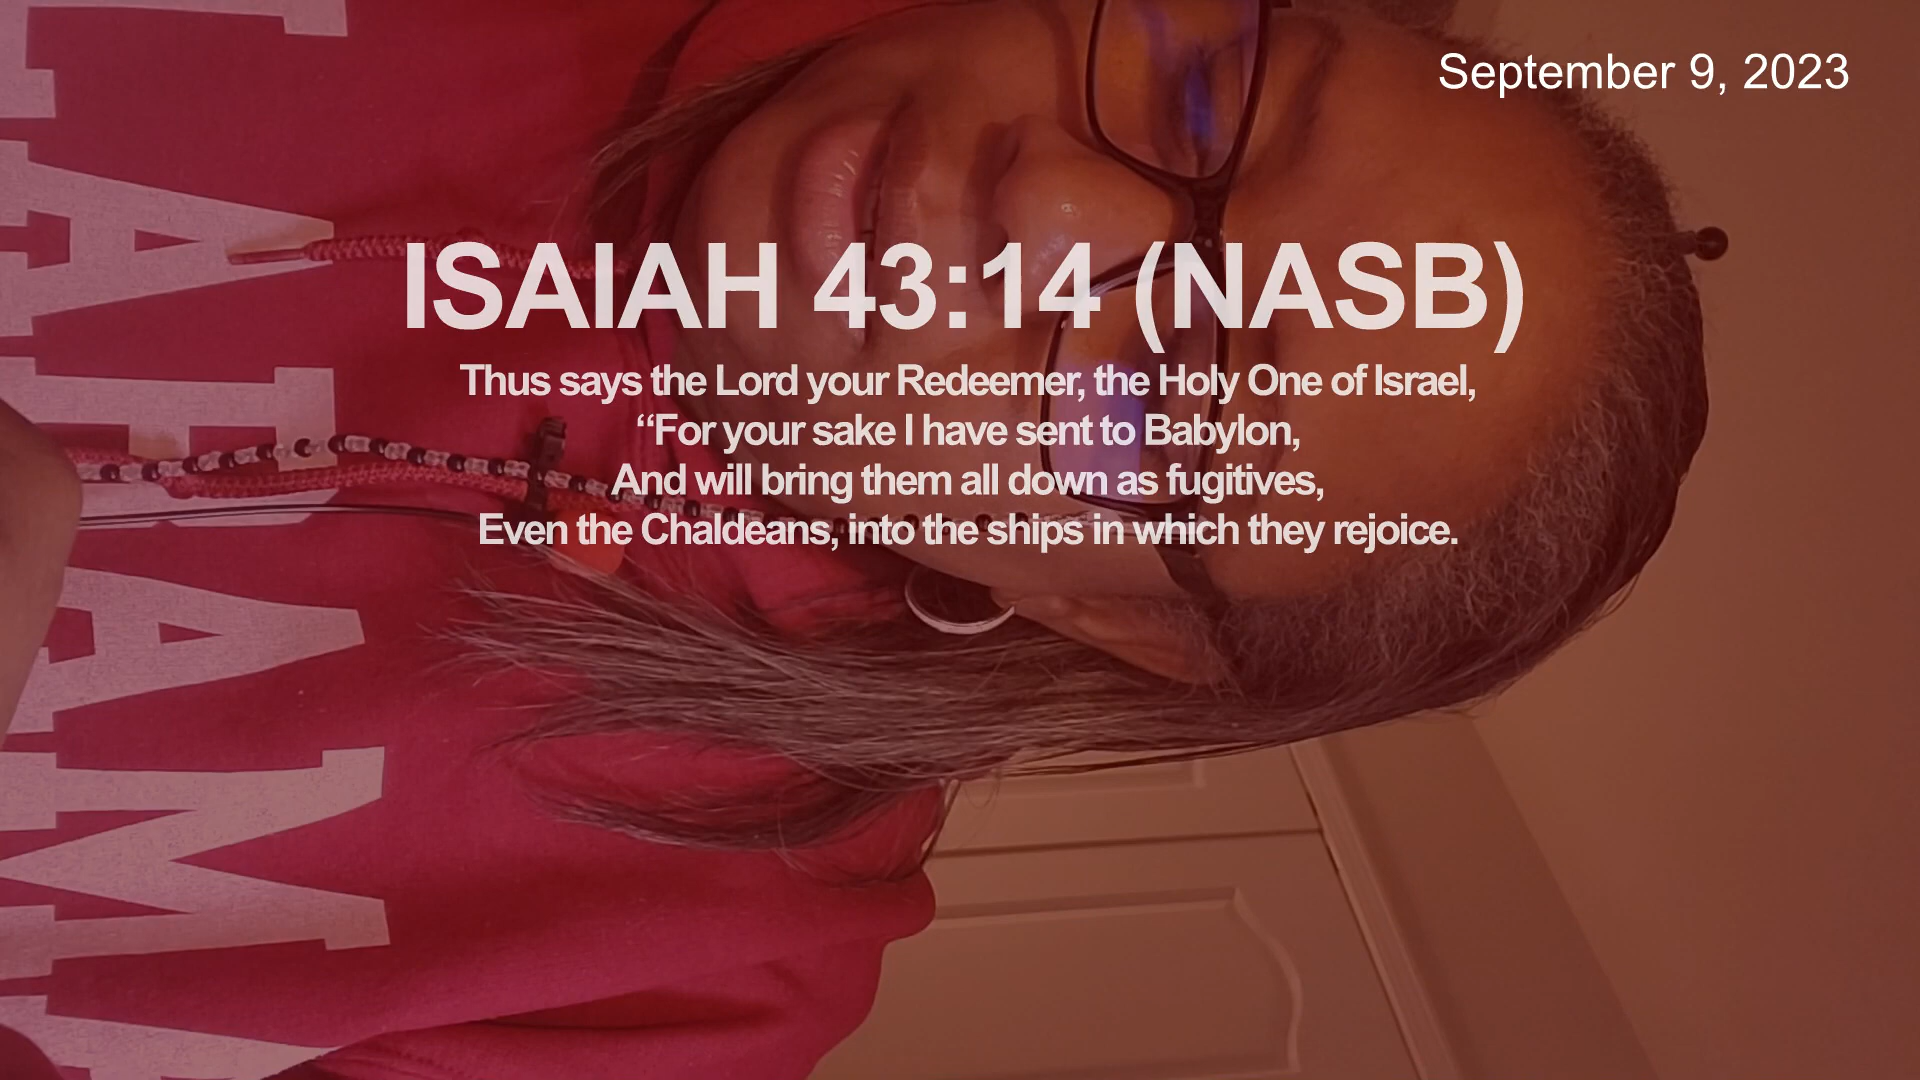 September 9, 2023
ISAIAH 43:14 (NASB)
Thus says the Lord your Redeemer, the Holy One of Israel,
“For your sake I have sent to Babylon,
And will bring them all down as fugitives,
Even the Chaldeans, into the ships in which they rejoice.